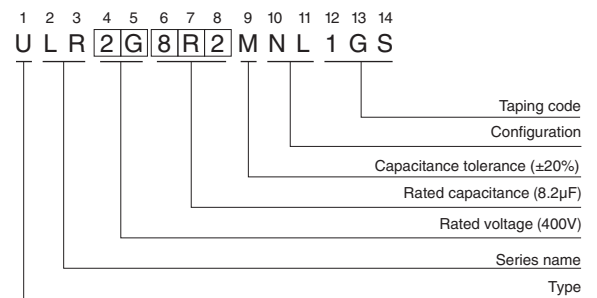 1 2 3 4 5 6 7 8 9 10 11 12 13 14
U L R 2 G 8 R 2 M N L 1 G S
Taping code
Configuration
Capacitance tolerance (±20%)
Rated capacitance (8.2µF)
Rated voltage (400V)
Series name
Type